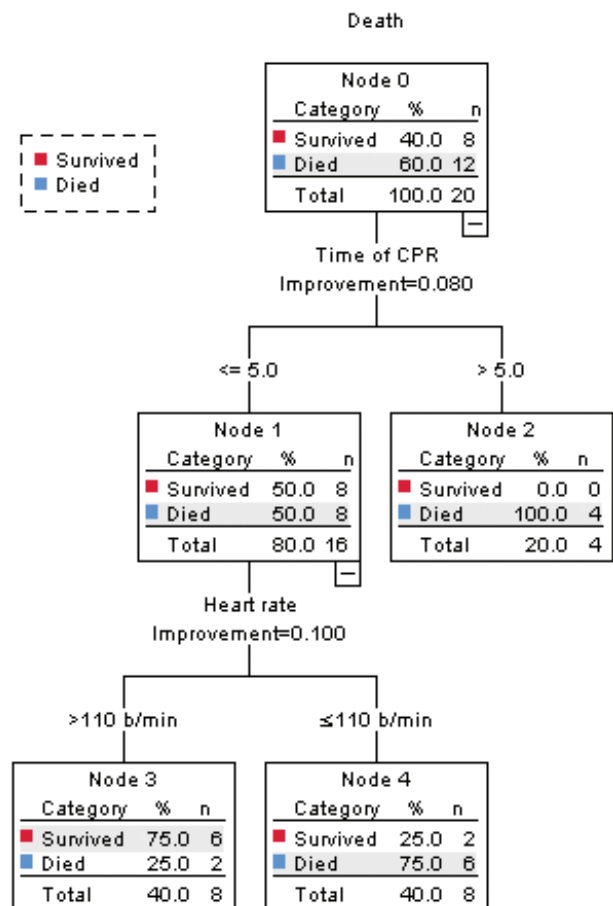 Death
Survived
Died
Node 0
Category % n
Survived 40.0 8
Died 60.0 12
Total 100.0 20
Time of CPR
Improvement=0.080
<= 5.0
> 5.0
Node 1
Category % n
Survived 50.0 8
Died 50.0 8
Total 80.0 16
Node 2
Category % n
Survived 0.0 0
Died 100.0 4
Total 20.0 4
Heart rate
Improvement=0.100
>110 b/min
≤110 b/min
Node 3
Category % n
Survived 75.0 6
Died 25.0 2
Total 40.0 8
Node 4
Category % n
Survived 25.0 2
Died 75.0 6
Total 40.0 8